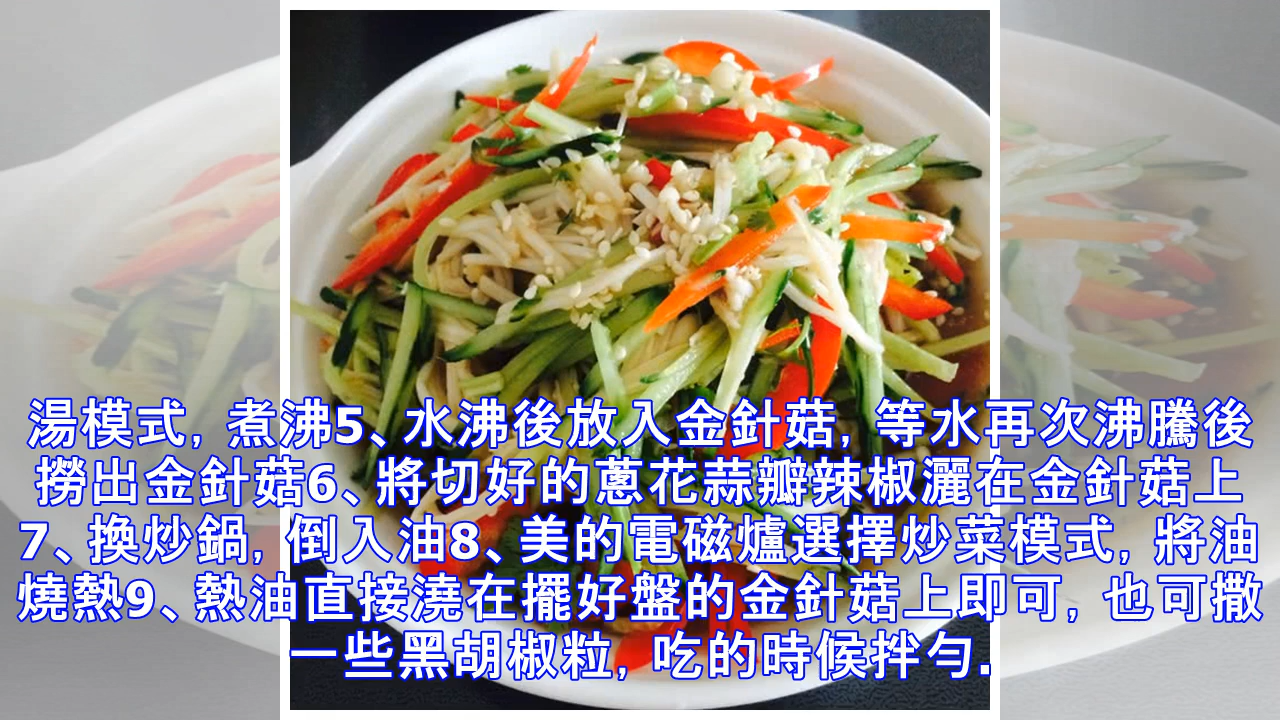 湯模式, 煮沸5、水沸後放入金針菇, 等水再次沸騰後
撈出金針菇6、將切好的蔥花蒜瓣辣椒灑在金針菇上
7、換炒鍋, 倒入油8、美的電磁爐選擇炒菜模式, 將油
燒熱9、熱油直接澆在擺好盤的金針菇上即可, 也可撒
一些黑胡椒粒, 吃的時候拌勻.